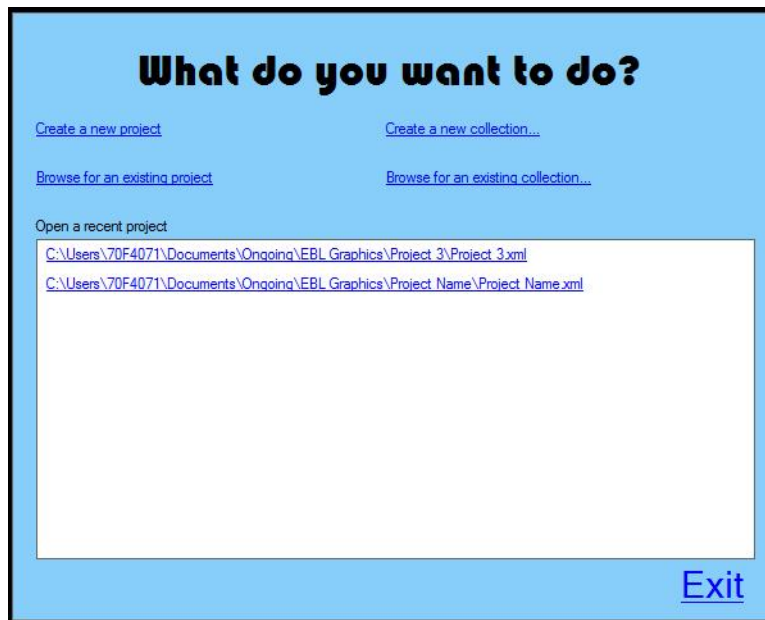 What do you want to do?
Create a new project
Create a new collection...
Browse for an existing project
Browse for an existing collection...
Open a recent project
C:\Users\70F4071\Documents\Ongoing\EBL Graphics\Project 3\Project 3.xml
C:\Users\70F4071\Documents\Ongoing\EBL Graphics\Project Name\Project Name.xml
Exit